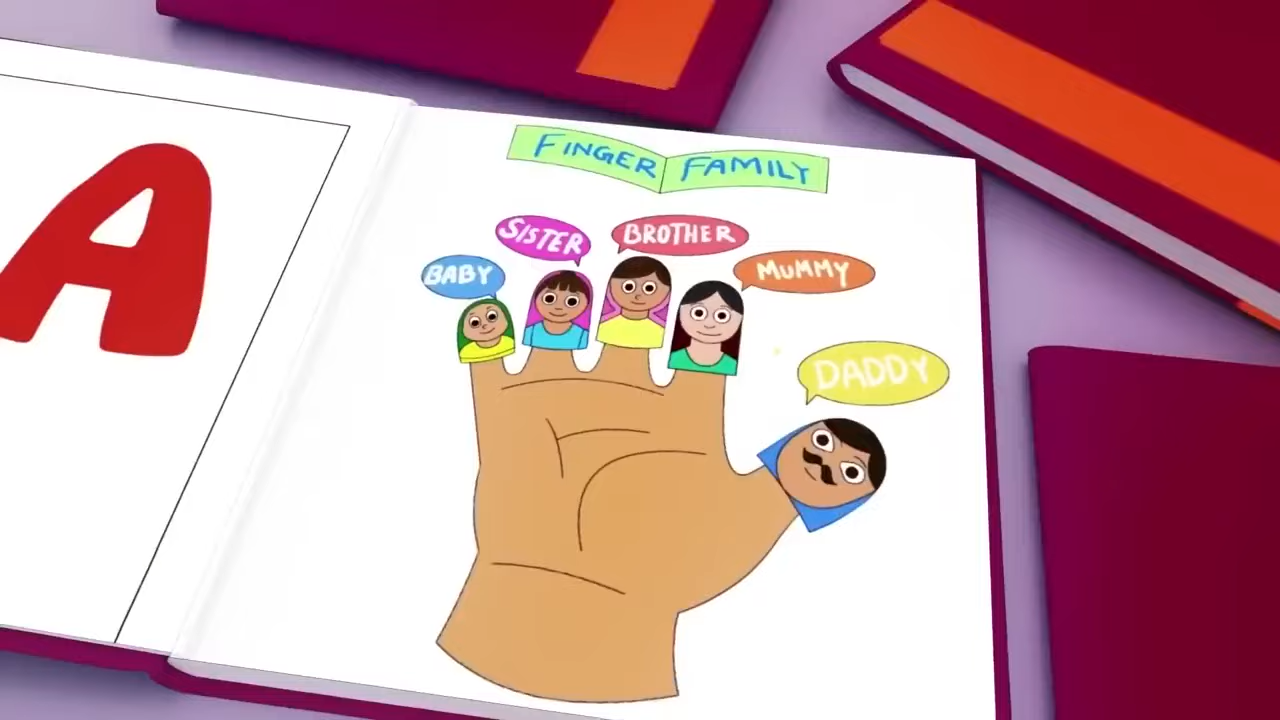 A
FINGER FAMILY
BABY
SISTER
BROTHER
MUMMY
DADDY